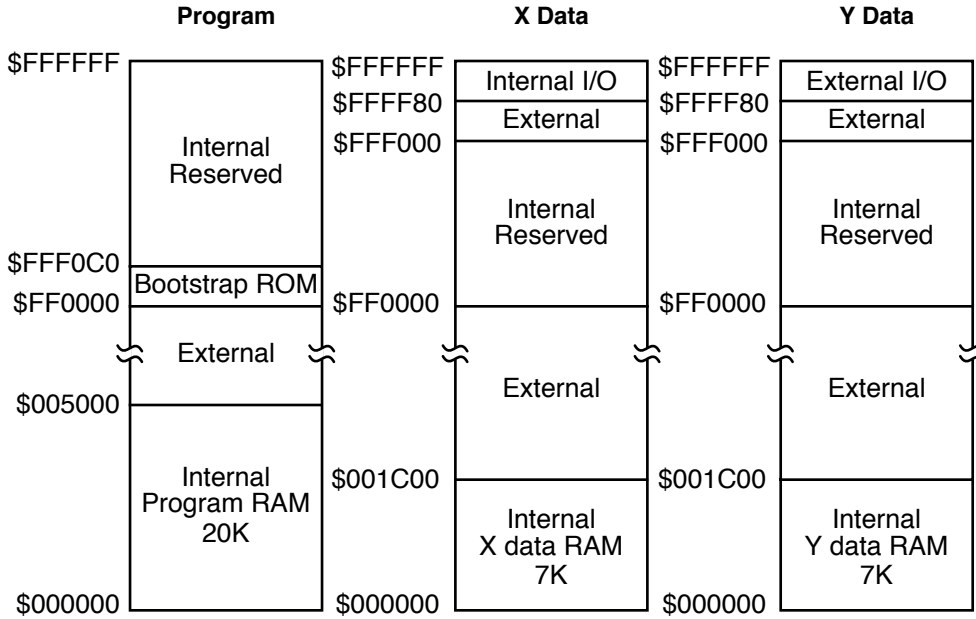 Program
X Data
Y Data
$FFFFFF
Internal
Reserved
$FFF0C0
Bootstrap ROM
$FF0000
External
$005000
Internal
Program RAM
20K
$000000
$FFFFFF
Internal I/O
$FFFF80
External
$FFF000
Internal
Reserved
$FF0000
External
$001C00
Internal
X data RAM
7K
$000000
$FFFFFF
External I/O
$FFFF80
External
$FFF000
Internal
Reserved
$FF0000
External
$001C00
Internal
Y data RAM
7K
$000000